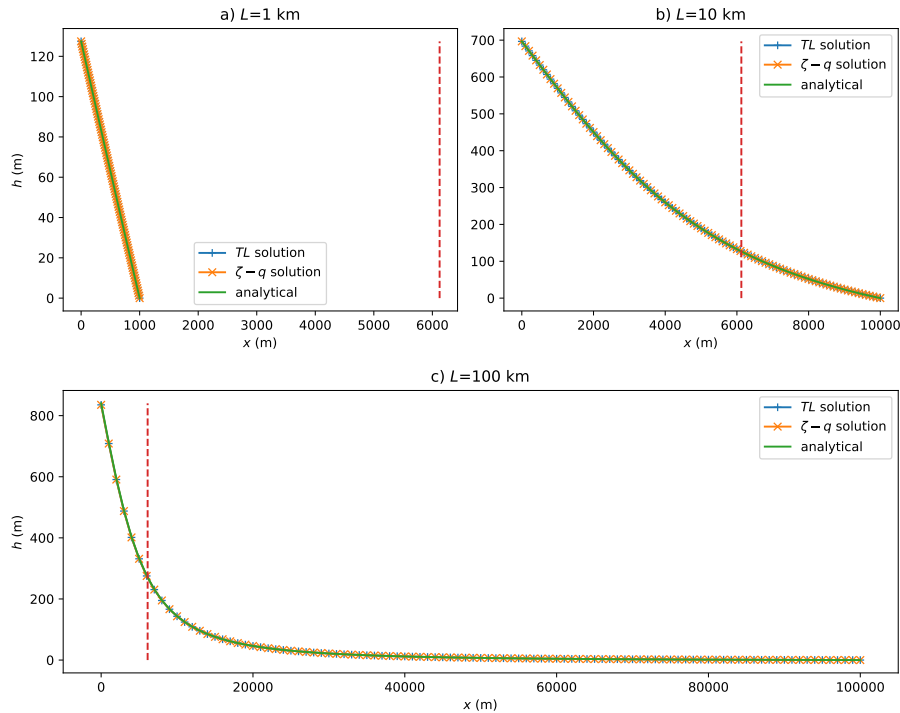 a) L=1 km
h (m)
120
100
80
60
40
20
0
TL solution
ζ − q solution
analytical
0 1000 2000 3000 4000 5000 6000
x (m)
b) L=10 km
700
600
500
400
300
200
100
0
TL solution
ζ − q solution
analytical
0 2000 4000 6000 8000 10000
x (m)
c) L=100 km
h (m)
800
600
400
200
0
TL solution
ζ − q solution
analytical
0 20000 40000 60000 80000 100000
x (m)